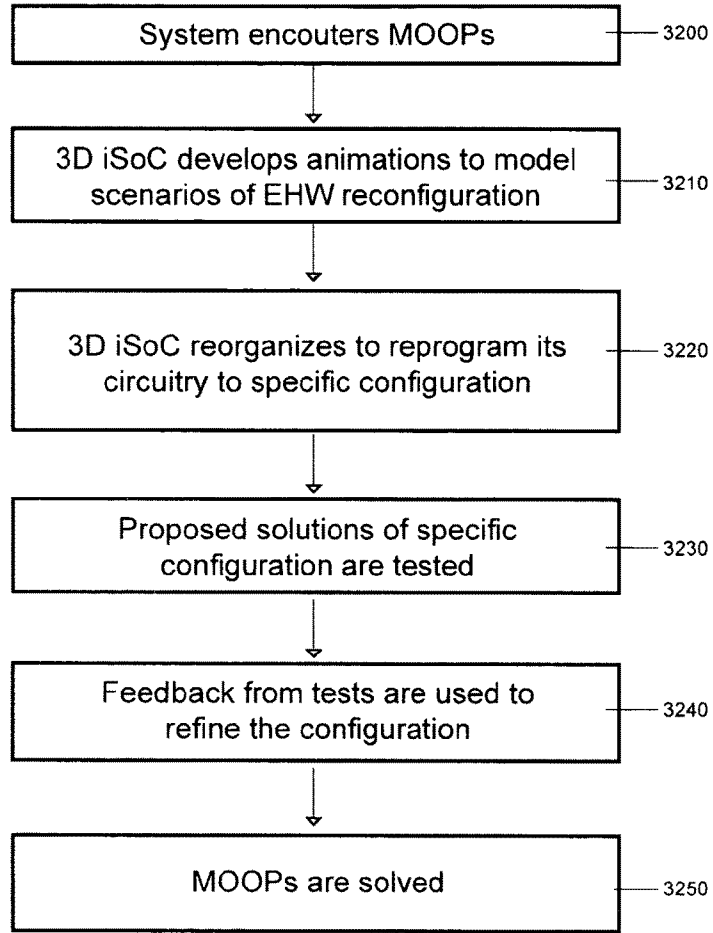 System encouters MOOPs
3200
3D iSoC develops animations to model
scenarios of EHW reconfiguration
3210
3D iSoC reorganizes to reprogram its
circuitry to specific configuration
3220
Proposed solutions of specific
configuration are tested
3230
Feedback from tests are used to
refine the configuration
3240
MOOPs are solved
3250